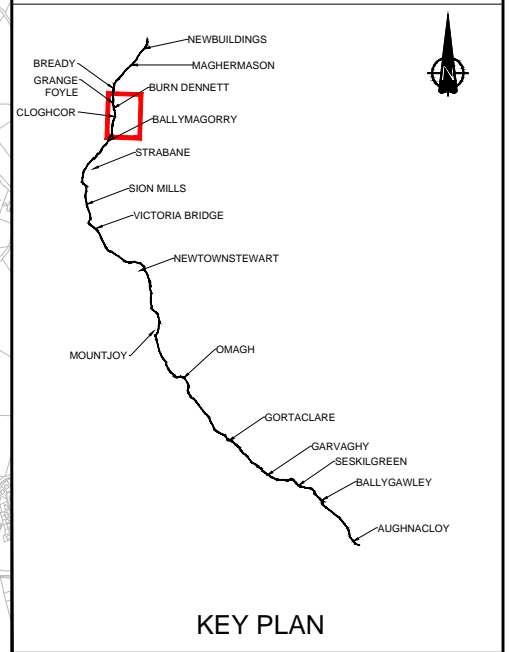 NEWBUILDINGS
MAGHERMASON
BREADY
GRANGE
FOYLE
BURN DENNETT
CLOGHCOR
BALLYMAGORRY
STRABANE
SION MILLS
VICTORIA BRIDGE
NEWTOWNSTEWART
MOUNTJOY
OMAGH
GORTACLARE
GARVAGHY
SESKILGREEN
BALLYGAWLEY
AUGHNACLOY
KEY PLAN